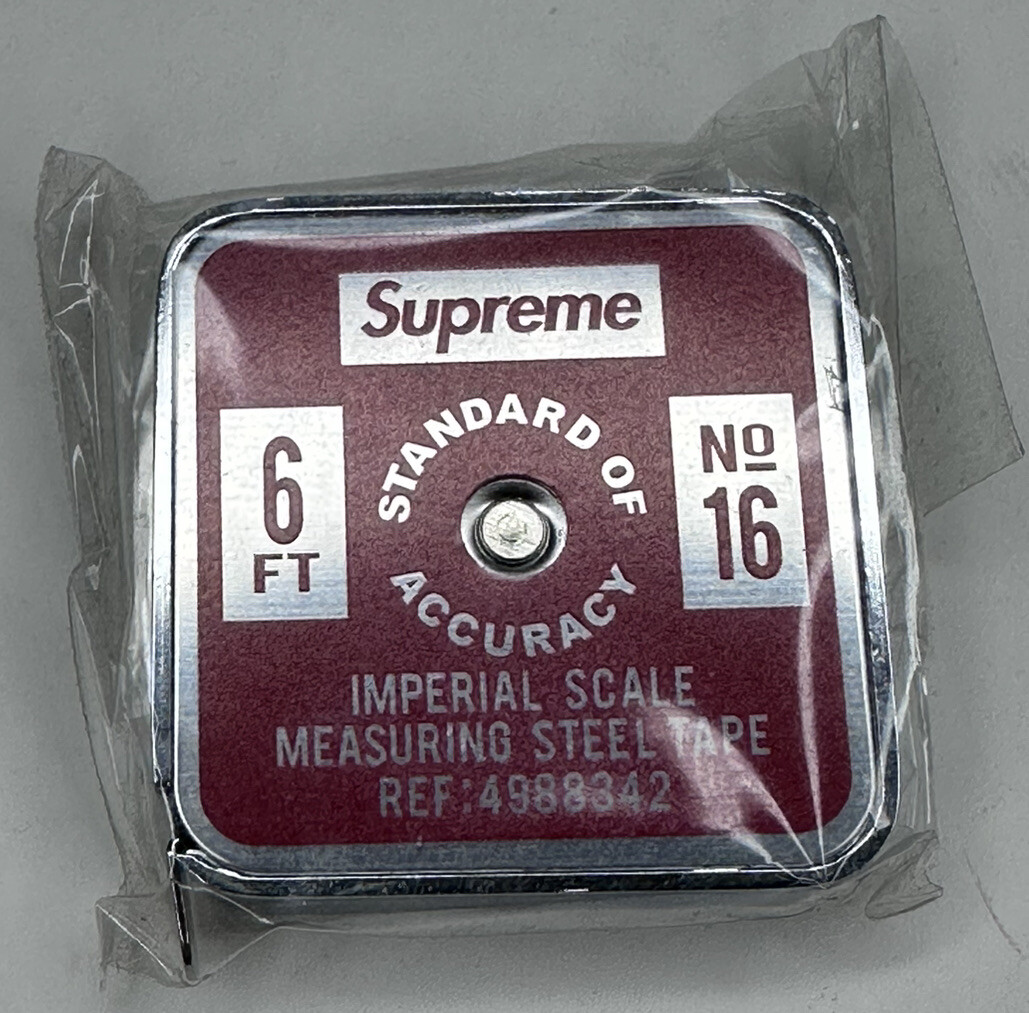 Supreme
6
FT
STANDARD OF
ACCURACY
Nº
16
IMPERIAL SCALE
MEASURING STEEL TAPE
REF:4988342